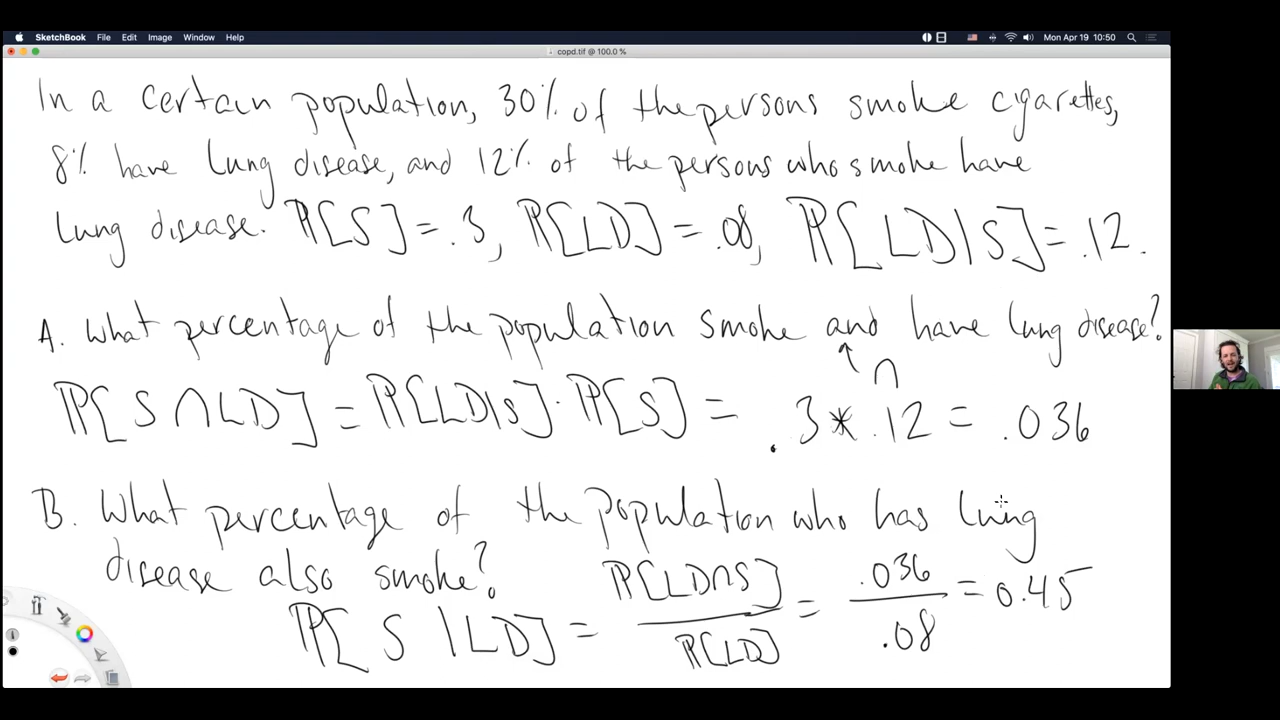 SketchBook File Edit Image Window Help Mon Apr 19 10:50
copd.tif @ 100.0 %
In a certain population, 30% of the persons smoke cigarettes,
8% have lung disease, and 12% of the persons who smoke have
lung disease. ℙ[S] = .3, ℙ[LD] = .08, ℙ[LD|S] = .12.
A. What percentage of the population smoke and have lung disease?
↑ ∩
ℙ[S∩LD] = ℙ[LD|S] · ℙ[S] = .3 * .12 = .036
B. What percentage of the population who has lung
disease also smoke?
ℙ[S|LD] = ℙ[LD∩S] / ℙ[LD] = .036 / .08 = 0.45